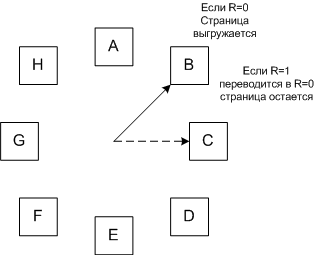 Если R=0
Страница
выгружается
A
H
B
Если R=1
переводится в R=0
страница остается
G
C
F
D
E